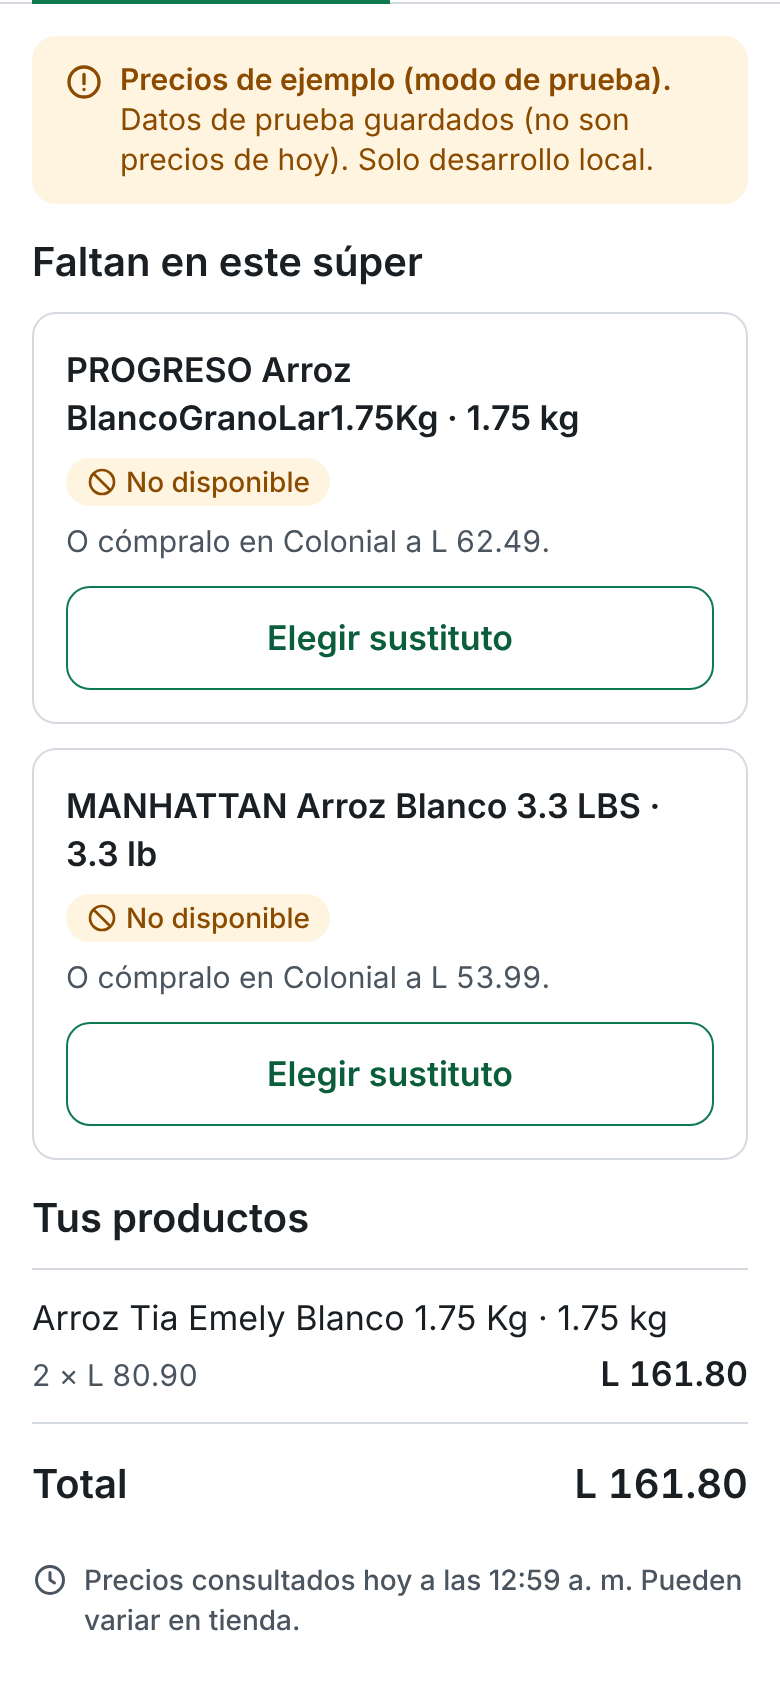 Precios de ejemplo (modo de prueba).
Datos de prueba guardados (no son
precios de hoy). Solo desarrollo local.
Faltan en este súper
PROGRESO Arroz
BlancoGranoLar1.75Kg · 1.75 kg
No disponible
O cómpralo en Colonial a L 62.49.
Elegir sustituto
MANHATTAN Arroz Blanco 3.3 LBS ·
3.3 lb
No disponible
O cómpralo en Colonial a L 53.99.
Elegir sustituto
Tus productos
Arroz Tia Emely Blanco 1.75 Kg · 1.75 kg
2 × L 80.90 L 161.80
Total L 161.80
Precios consultados hoy a las 12:59 a. m. Pueden
variar en tienda.